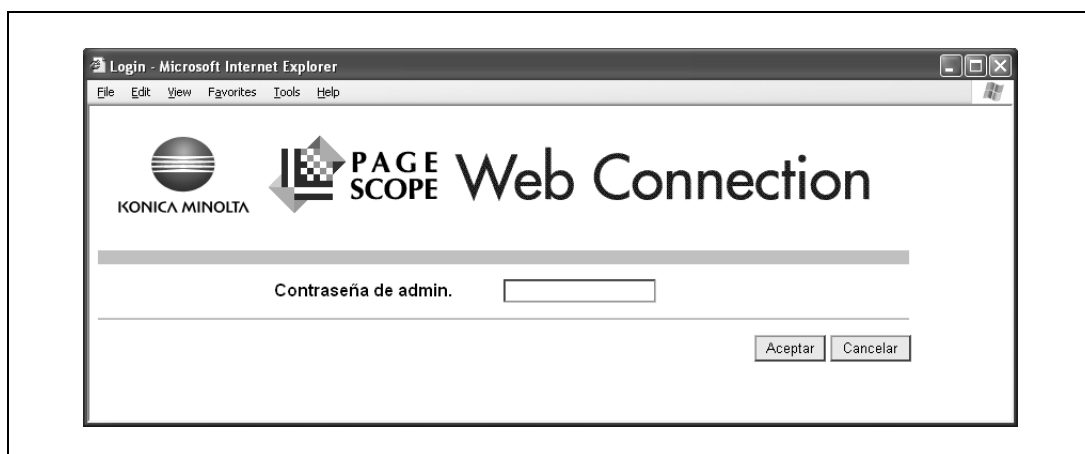 Login - Microsoft Internet Explorer
File Edit View Favorites Tools Help
KONICA MINOLTA
PAGE SCOPE Web Connection
Contraseña de admin.
Aceptar Cancelar